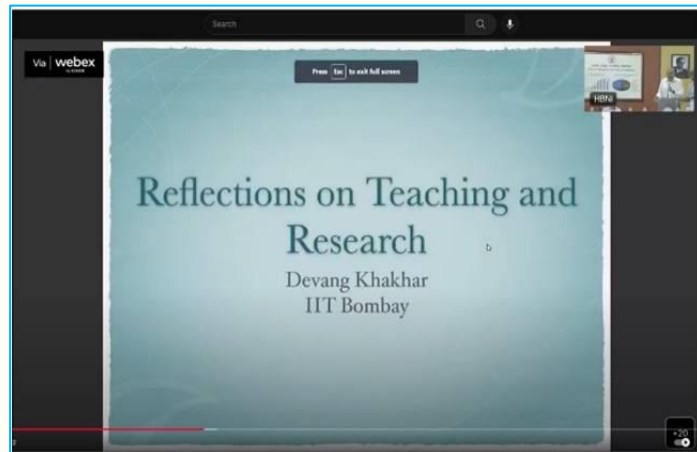 Search
Via webex
Press Esc to exit full screen
HBNI
Reflections on Teaching and
Research
Devang Khakhar
IIT Bombay
+20